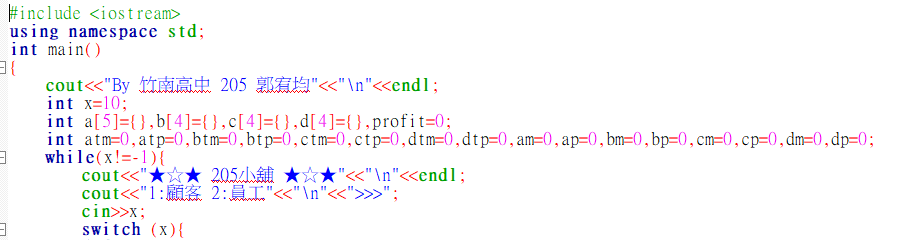 #include <iostream>
using namespace std;
int main()
{
cout<<"By 竹南高中 205 郭宥均"<<"\n"<<endl;
int x=10;
int a[5]={},b[4]={},c[4]={},d[4]={},profit=0;
int atm=0,atp=0,btm=0,btp=0,ctm=0,ctp=0,dtm=0,dtp=0,am=0,ap=0,bm=0,bp=0,cm=0,cp=0,dm=0,dp=0;
while(x!=-1){
cout<<"★☆★ 205小舖 ★☆★"<<"\n"<<endl;
cout<<"1:顧客 2:員工"<<"\n"<<">>>";
cin>>x;
switch (x){